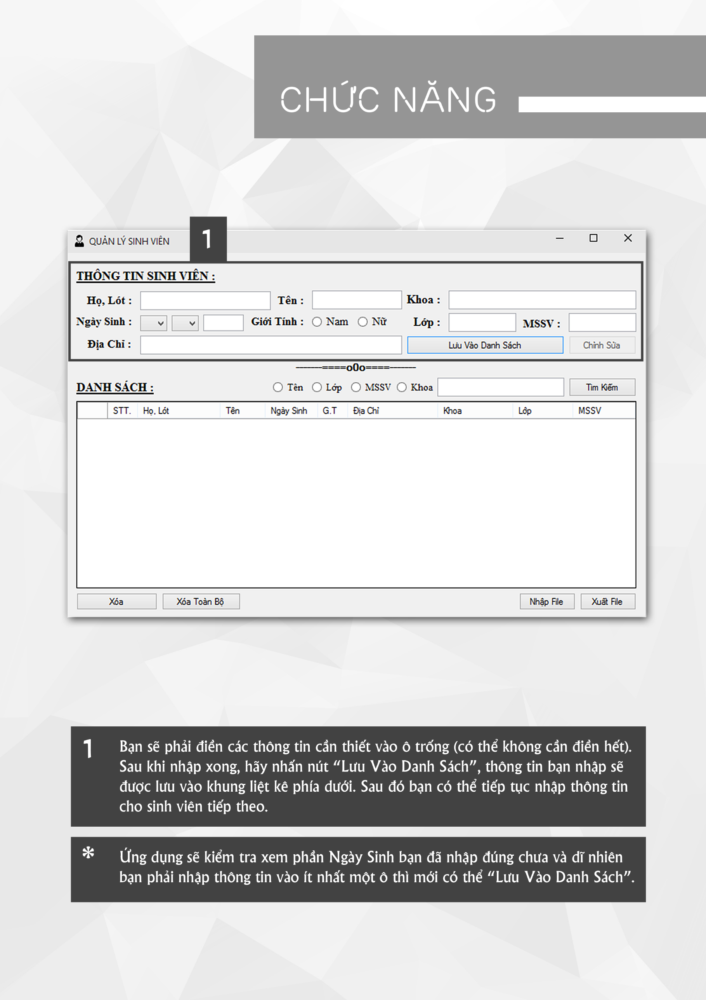 CHỨC NĂNG
1
QUẢN LÝ SINH VIÊN
THÔNG TIN SINH VIÊN :
Họ, Lót : Tên : Khoa :
Ngày Sinh : Giới Tính : Nam Nữ Lớp : MSSV :
Địa Chỉ : Lưu Vào Danh Sách Chỉnh Sửa
-------====o0o====-------
DANH SÁCH : Tên Lớp MSSV Khoa Tìm Kiếm
STT. Họ, Lót Tên Ngày Sinh G.T Địa Chỉ Khoa Lớp MSSV
Xóa Xóa Toàn Bộ Nhập File Xuất File
1 Bạn sẽ phải điền các thông tin cần thiết vào ô trống (có thể không cần điền hết).
Sau khi nhập xong, hãy nhấn nút “Lưu Vào Danh Sách”, thông tin bạn nhập sẽ
được lưu vào khung liệt kê phía dưới. Sau đó bạn có thể tiếp tục nhập thông tin
cho sinh viên tiếp theo.
* Ứng dụng sẽ kiểm tra xem phần Ngày Sinh bạn đã nhập đúng chưa và dĩ nhiên
bạn phải nhập thông tin vào ít nhất một ô thì mới có thể “Lưu Vào Danh Sách”.